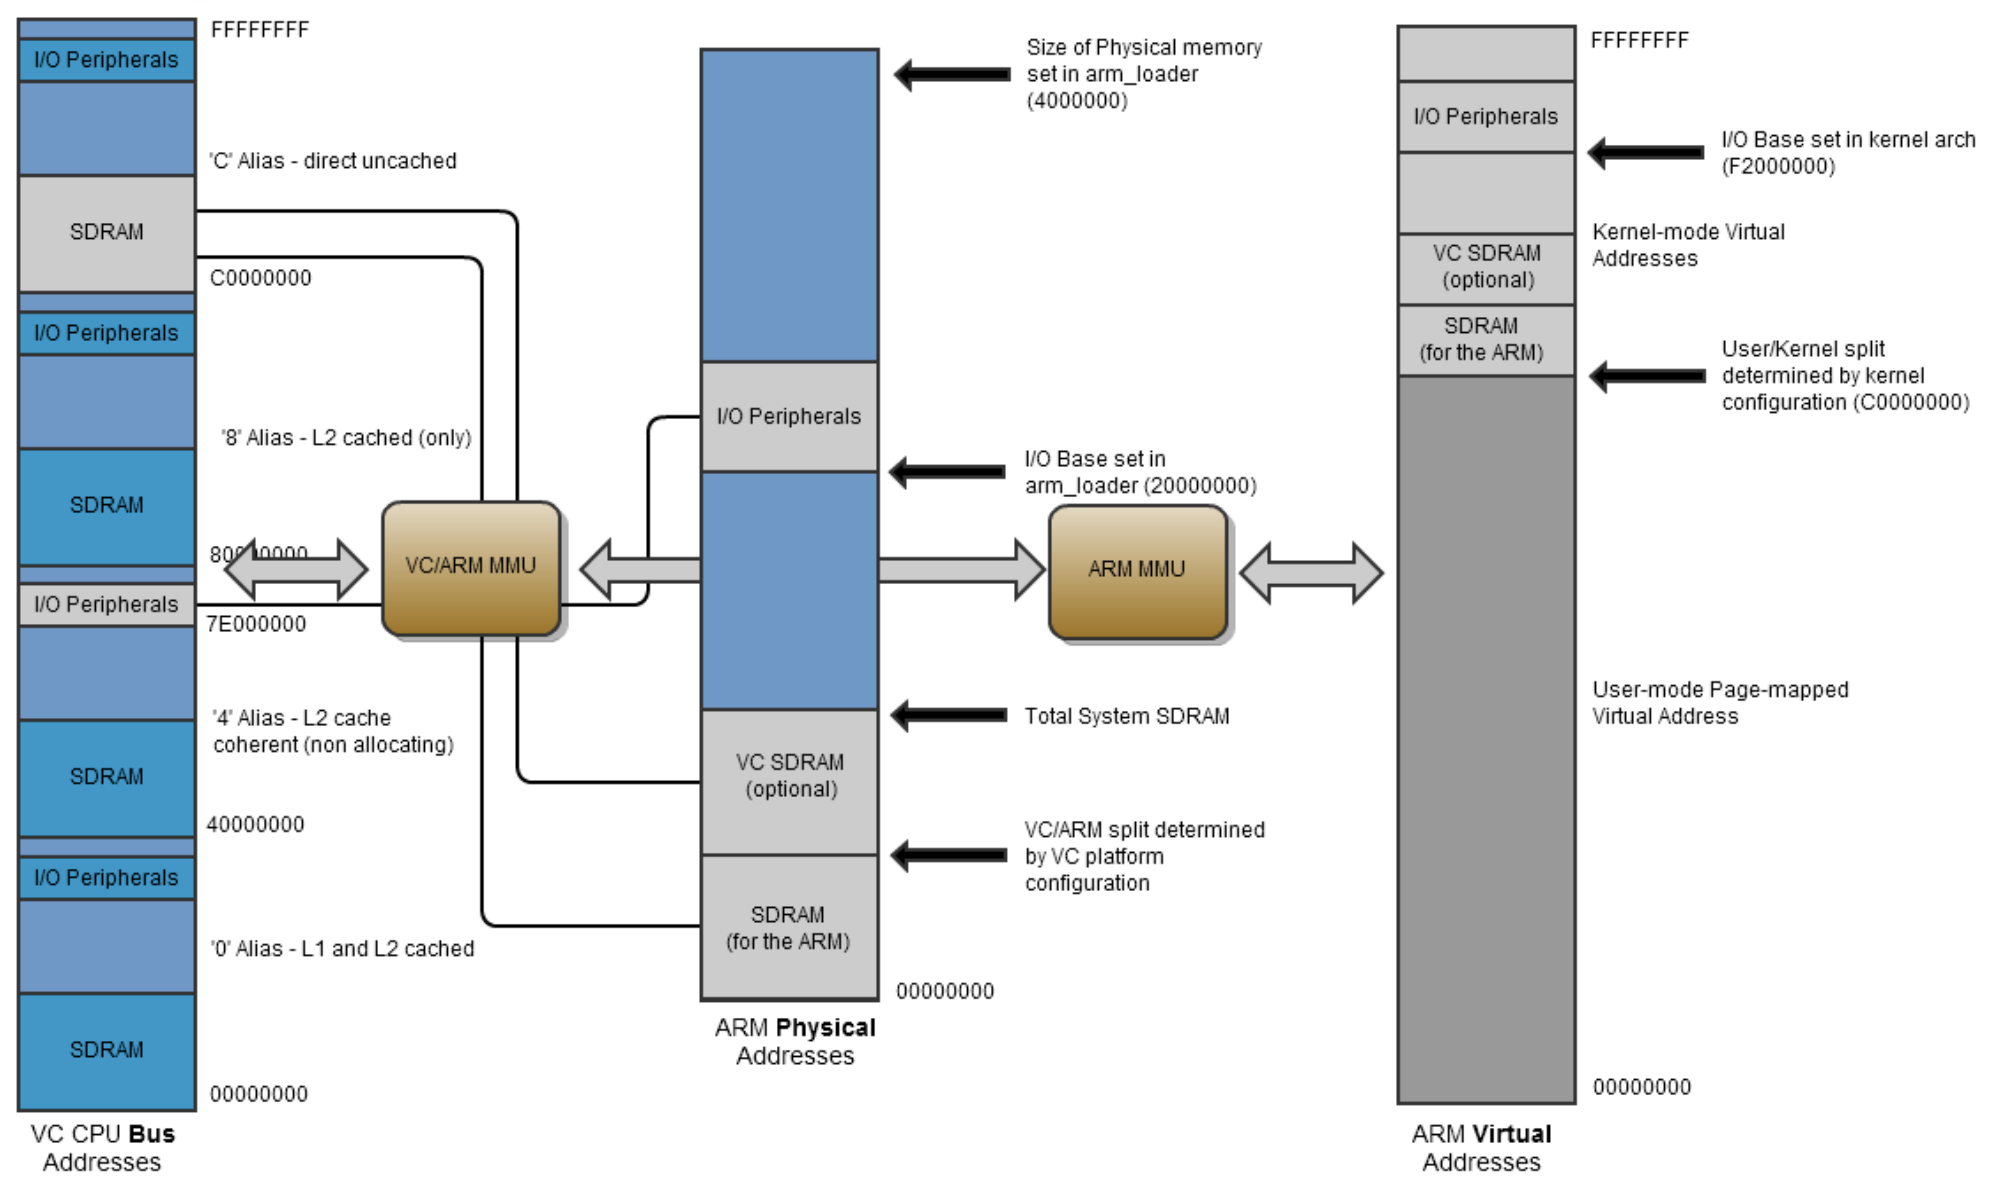 FFFFFFFF
I/O Peripherals
'C' Alias - direct uncached
SDRAM
C0000000
I/O Peripherals
'8' Alias - L2 cached (only)
SDRAM
80000000
I/O Peripherals
7E000000
'4' Alias - L2 cache
coherent (non allocating)
SDRAM
40000000
I/O Peripherals
'0' Alias - L1 and L2 cached
SDRAM
00000000
VC CPU Bus
Addresses
VC/ARM MMU
Size of Physical memory
set in arm_loader
(4000000)
I/O Peripherals
I/O Base set in
arm_loader (20000000)
Total System SDRAM
VC SDRAM
(optional)
VC/ARM split determined
by VC platform
configuration
SDRAM
(for the ARM)
00000000
ARM Physical
Addresses
ARM MMU
FFFFFFFF
I/O Peripherals
I/O Base set in kernel arch
(F2000000)
Kernel-mode Virtual
Addresses
VC SDRAM
(optional)
SDRAM
(for the ARM)
User/Kernel split
determined by kernel
configuration (C0000000)
User-mode Page-mapped
Virtual Address
00000000
ARM Virtual
Addresses